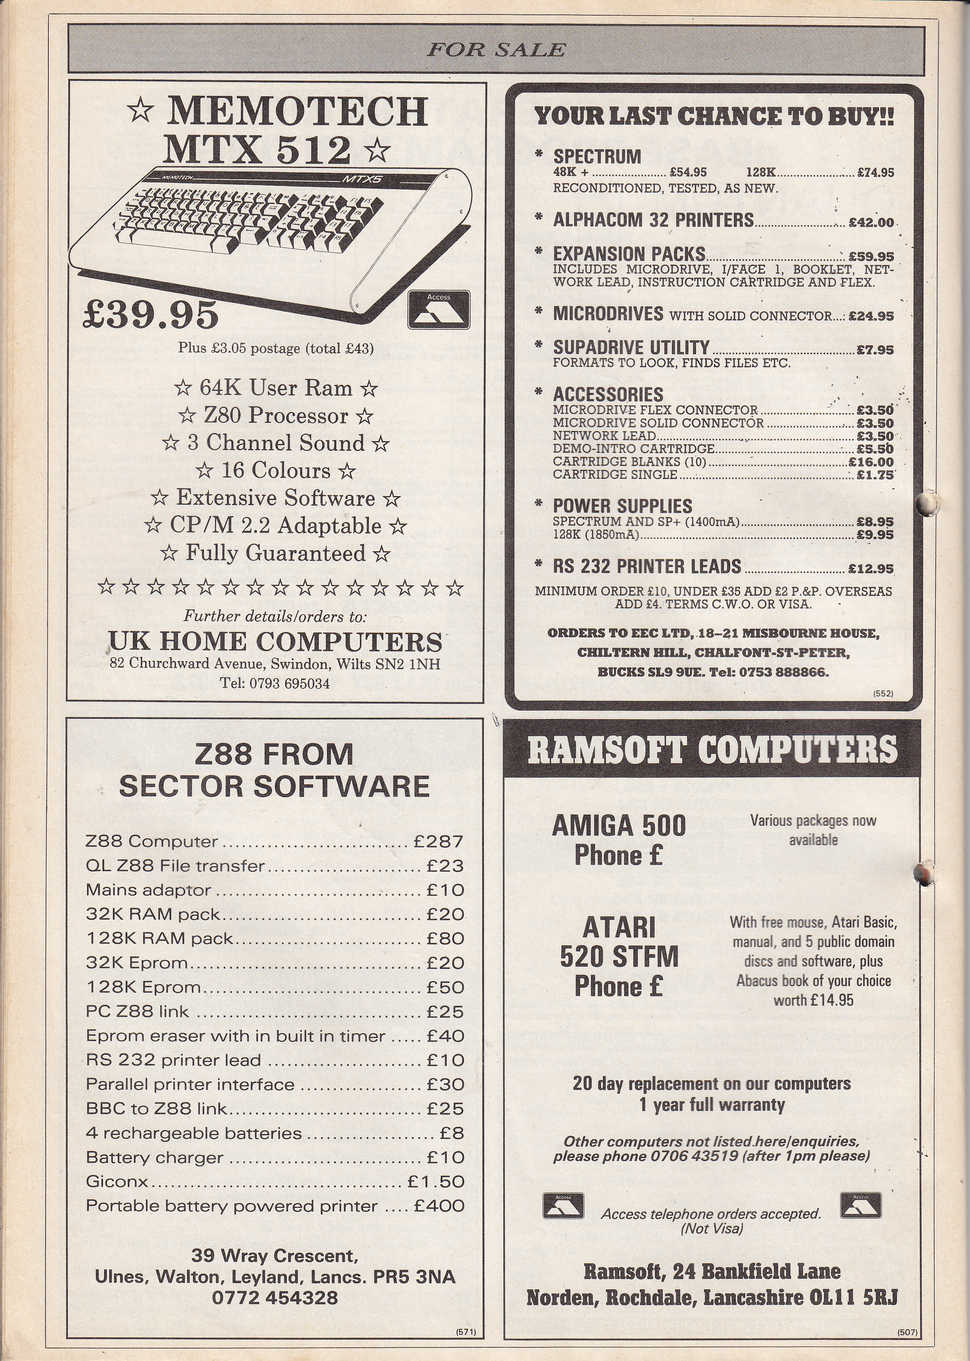 FOR SALE
☆ MEMOTECH
MTX 512 ☆
MEMOTECH
MTX5
£39.95
Access
Plus £3.05 postage (total £43)
☆ 64K User Ram ☆
☆ Z80 Processor ☆
☆ 3 Channel Sound ☆
☆ 16 Colours ☆
☆ Extensive Software ☆
☆ CP/M 2.2 Adaptable ☆
☆ Fully Guaranteed ☆
☆ ☆ ☆ ☆ ☆ ☆ ☆ ☆ ☆ ☆ ☆ ☆ ☆ ☆ ☆
Further details/orders to:
UK HOME COMPUTERS
82 Churchward Avenue, Swindon, Wilts SN2 1NH
Tel: 0793 695034
YOUR LAST CHANCE TO BUY!!
* SPECTRUM
48K + ...................... £54.95 128K........................ £74.95
RECONDITIONED, TESTED, AS NEW.
* ALPHACOM 32 PRINTERS........................... £42.00
* EXPANSION PACKS......................................... £59.95
INCLUDES MICRODRIVE, I/FACE 1, BOOKLET, NET-
WORK LEAD, INSTRUCTION CARTRIDGE AND FLEX.
* MICRODRIVES WITH SOLID CONNECTOR...: £24.95
* SUPADRIVE UTILITY.......................................... £7.95
FORMATS TO LOOK, FINDS FILES ETC.
* ACCESSORIES
MICRODRIVE FLEX CONNECTOR........................... £3.50
MICRODRIVE SOLID CONNECTOR.......................... £3.50
NETWORK LEAD......................................................... £3.50
DEMO-INTRO CARTRIDGE....................................... £5.50
CARTRIDGE BLANKS (10)........................................ £16.00
CARTRIDGE SINGLE.................................................. £1.75
* POWER SUPPLIES
SPECTRUM AND SP+ (1400mA)................................ £8.95
128K (1850mA)............................................................. £9.95
* RS 232 PRINTER LEADS .............................. £12.95
MINIMUM ORDER £10, UNDER £35 ADD £2 P.&P. OVERSEAS
ADD £4. TERMS C.W.O. OR VISA.
ORDERS TO EEC LTD, 18–21 MISBOURNE HOUSE,
CHILTERN HILL, CHALFONT-ST-PETER,
BUCKS SL9 9UE. Tel: 0753 888866.
(552)
Z88 FROM
SECTOR SOFTWARE
Z88 Computer ............................. £287
QL Z88 File transfer........................ £23
Mains adaptor ................................ £10
32K RAM pack................................ £20
128K RAM pack.............................. £80
32K Eprom..................................... £20
128K Eprom................................... £50
PC Z88 link ................................... £25
Eprom eraser with in built in timer ..... £40
RS 232 printer lead ........................ £10
Parallel printer interface ................... £30
BBC to Z88 link.............................. £25
4 rechargeable batteries .................... £8
Battery charger .............................. £10
Giconx........................................ £1.50
Portable battery powered printer .... £400
39 Wray Crescent,
Ulnes, Walton, Leyland, Lancs. PR5 3NA
0772 454328
(571)
RAMSOFT COMPUTERS
AMIGA 500
Phone £
Various packages now
available
ATARI
520 STFM
Phone £
With free mouse, Atari Basic,
manual, and 5 public domain
discs and software, plus
Abacus book of your choice
worth £14.95
20 day replacement on our computers
1 year full warranty
Other computers not listed here/enquiries,
please phone 0706 43519 (after 1pm please)
Access
Access
Access telephone orders accepted.
(Not Visa)
Ramsoft, 24 Bankfield Lane
Norden, Rochdale, Lancashire OL11 5RJ
(507)